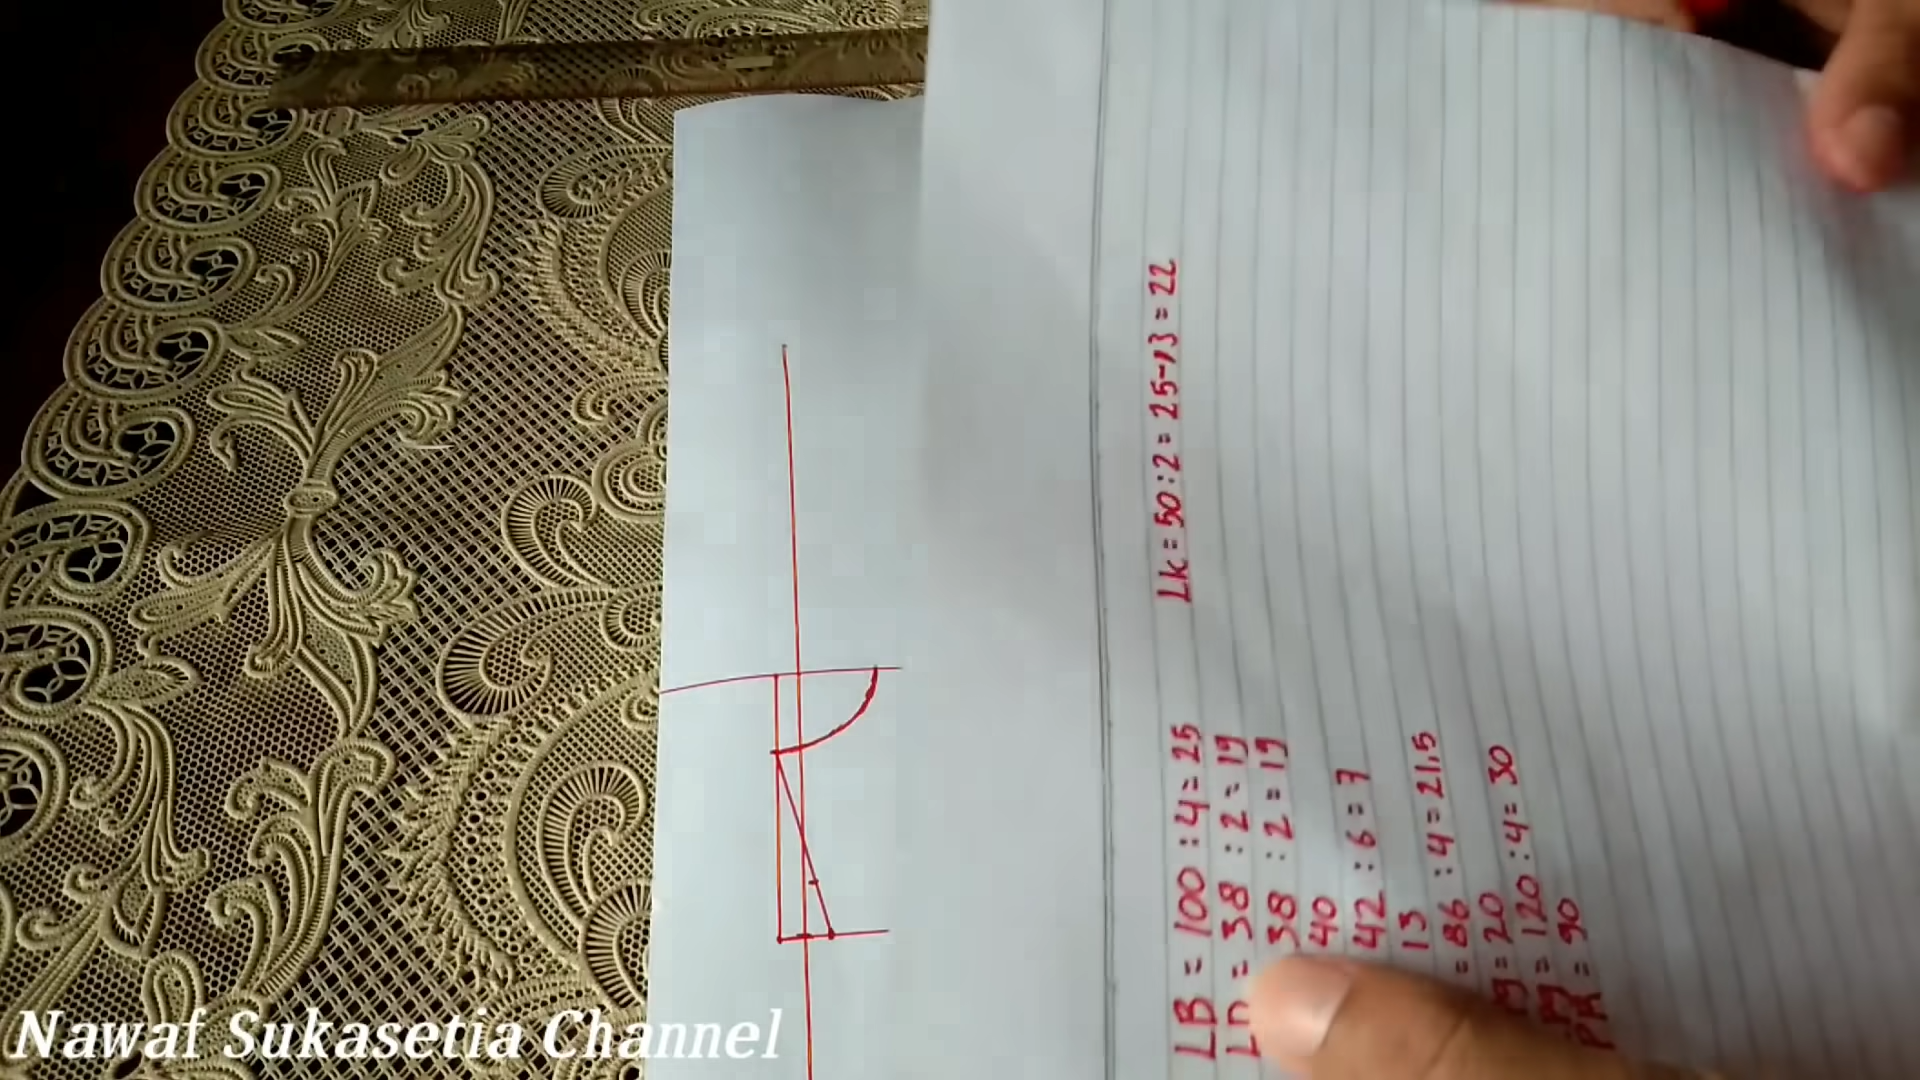 Lk = 50 : 2 = 25-13 = 22
LB = 100 : 4 = 25
= 38 : 2 = 19
38 : 2 = 19
40
42 : 6 = 7
13
= 86 : 4 = 21,5
= 20
= 120 : 4 = 30
= 90
Nawaf Sukasetia Channel